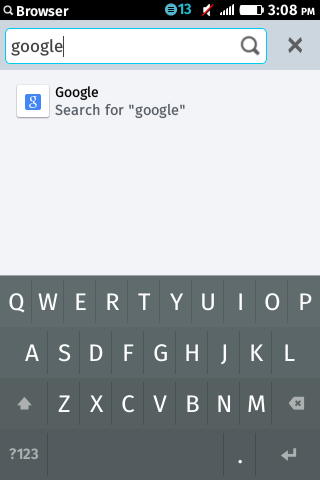 Browser 13 3:08 PM
google
Google
Search for "google"
Q W E R T Y U I O P
A S D F G H J K L
Z X C V B N M
?123 .